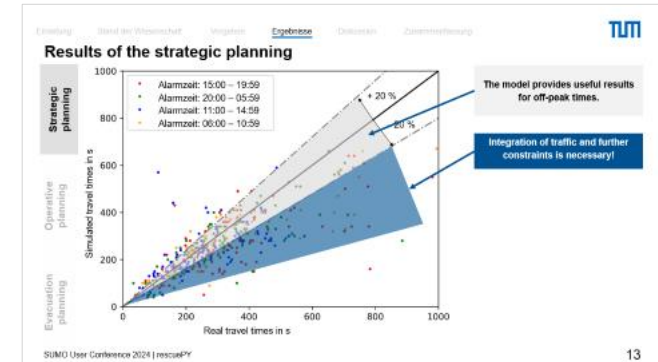 Einleitung Stand der Wissenschaft Vorgehen Ergebnisse Diskussion Zusammenfassung
TUM
Results of the strategic planning
Strategic
planning
Operative
planning
Evacuation
planning
Simulated travel times in s
1000
800
600
400
200
0
Alarmzeit: 15:00 – 19:59
Alarmzeit: 20:00 – 05:59
Alarmzeit: 11:00 – 14:59
Alarmzeit: 06:00 – 10:59
+ 20 %
- 20 %
0 200 400 600 800 1000
Real travel times in s
The model provides useful results
for off-peak times.
Integration of traffic and further
constraints is necessary!
SUMO User Conference 2024 | rescuePY
13